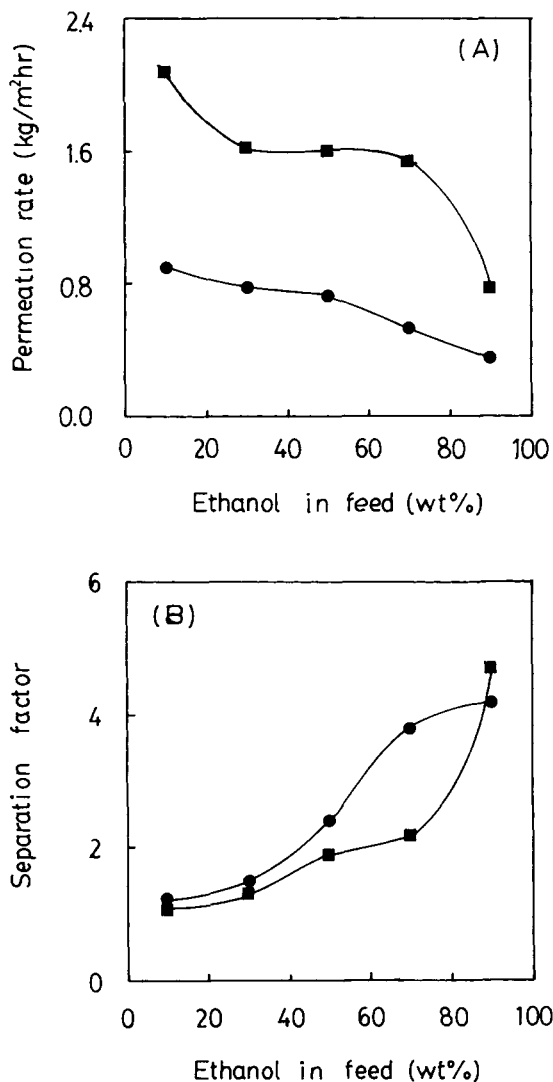 (A)
Permeation rate (kg/m²hr)
2.4
1.6
0.8
0.0
0 20 40 60 80 100
Ethanol in feed (wt%)
(B)
Separation factor
6
4
2
0
0 20 40 60 80 100
Ethanol in feed (wt%)